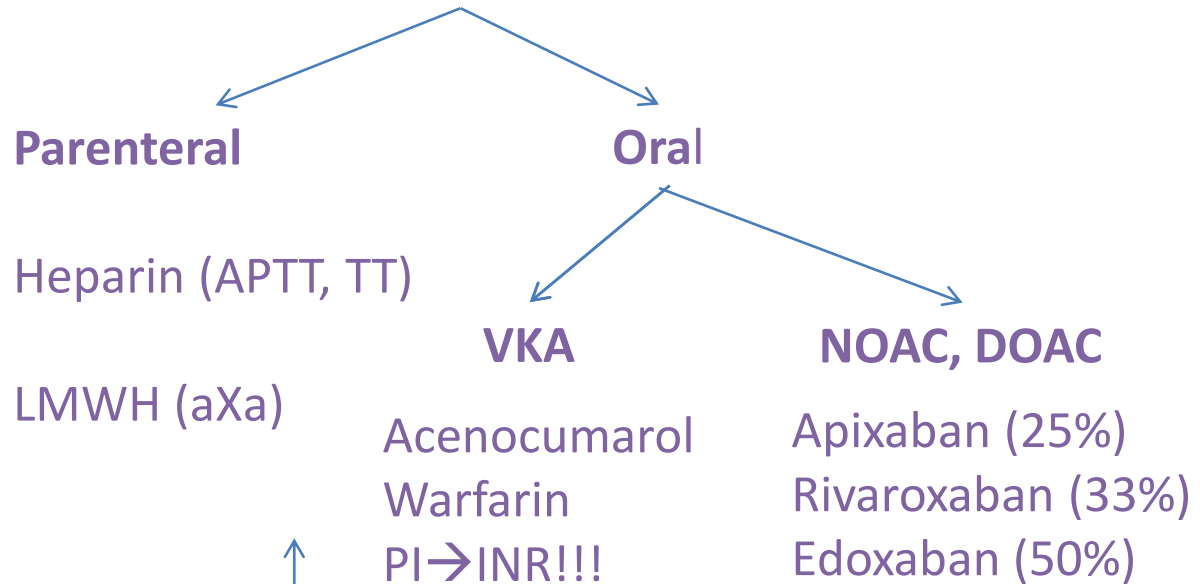 Parenteral
Oral
Heparin (APTT, TT)
LMWH (aXa)
VKA
Acenocumarol
Warfarin
PI→INR!!!
NOAC, DOAC
Apixaban (25%)
Rivaroxaban (33%)
Edoxaban (50%)